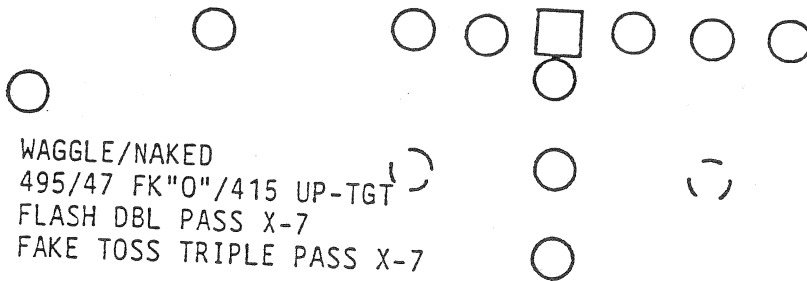 WAGGLE/NAKED
495/47 FK"O"/415 UP-TGT
FLASH DBL PASS X-7
FAKE TOSS TRIPLE PASS X-7